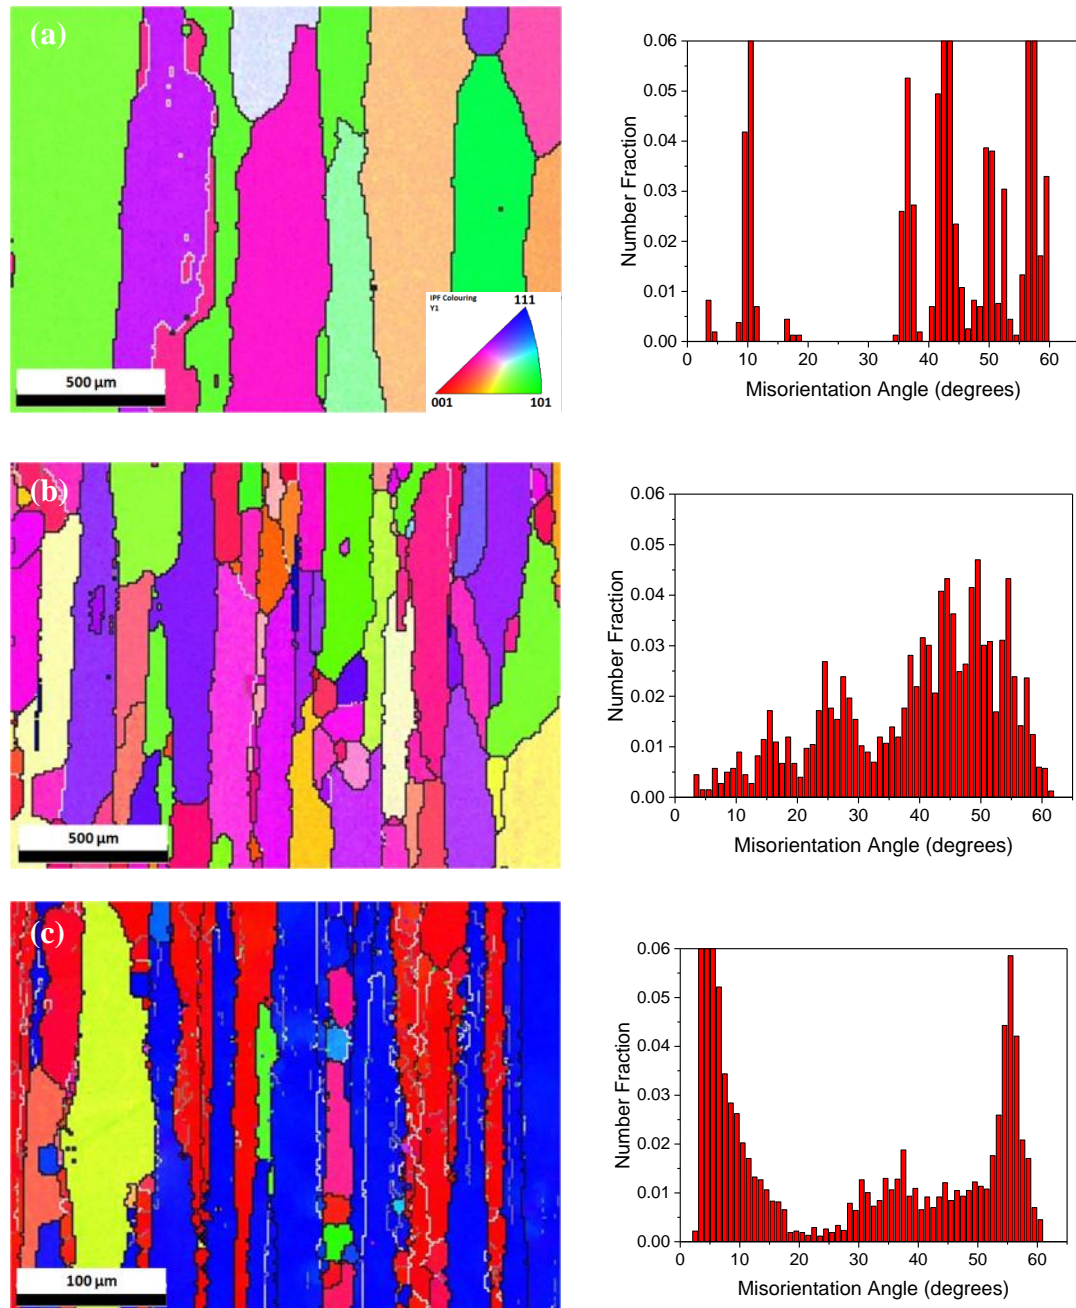 (a)
IPF Colouring
Y1
111
001
101
500 µm
0.06
0.05
0.04
0.03
0.02
0.01
0.00
0 10 20 30 40 50 60
Number Fraction
Misorientation Angle (degrees)
(b)
500 µm
0.06
0.05
0.04
0.03
0.02
0.01
0.00
0 10 20 30 40 50 60
Number Fraction
Misorientation Angle (degrees)
(c)
100 µm
0.06
0.05
0.04
0.03
0.02
0.01
0.00
0 10 20 30 40 50 60
Number Fraction
Misorientation Angle (degrees)